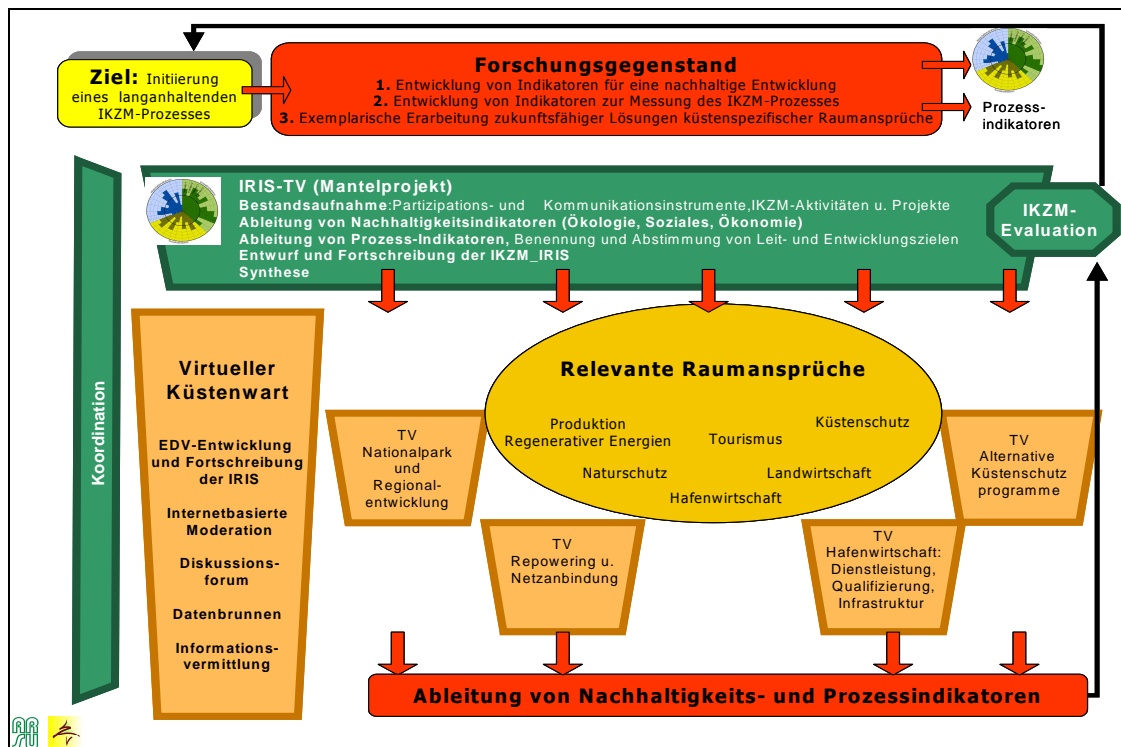 Ziel: Initiierung
eines langanhaltenden
IKZM-Prozesses
Forschungsgegenstand
1. Entwicklung von Indikatoren für eine nachhaltige Entwicklung
2. Entwicklung von Indikatoren zur Messung des IKZM-Prozesses
3. Exemplarische Erarbeitung zukunftsfähiger Lösungen küstenspezifischer Raumansprüche
Prozess-
indikatoren
IRIS-TV (Mantelprojekt)
Bestandsaufnahme:Partizipations- und Kommunikationsinstrumente,IKZM-Aktivitäten u. Projekte
Ableitung von Nachhaltigkeitsindikatoren (Ökologie, Soziales, Ökonomie)
Ableitung von Prozess-Indikatoren, Benennung und Abstimmung von Leit- und Entwicklungszielen
Entwurf und Fortschreibung der IKZM_IRIS
Synthese
IKZM-
Evaluation
Koordination
Virtueller
Küstenwart
EDV-Entwicklung
und Fortschreibung
der IRIS
Internetbasierte
Moderation
Diskussions-
forum
Datenbrunnen
Informations-
vermittlung
Relevante Raumansprüche
Produktion
Regenerativer Energien
Tourismus
Küstenschutz
Naturschutz
Landwirtschaft
Hafenwirtschaft
TV
Nationalpark
und
Regional-
entwicklung
TV
Repowering u.
Netzanbindung
TV
Hafenwirtschaft:
Dienstleistung,
Qualifizierung,
Infrastruktur
TV
Alternative
Küstenschutz
programme
Ableitung von Nachhaltigkeits- und Prozessindikatoren